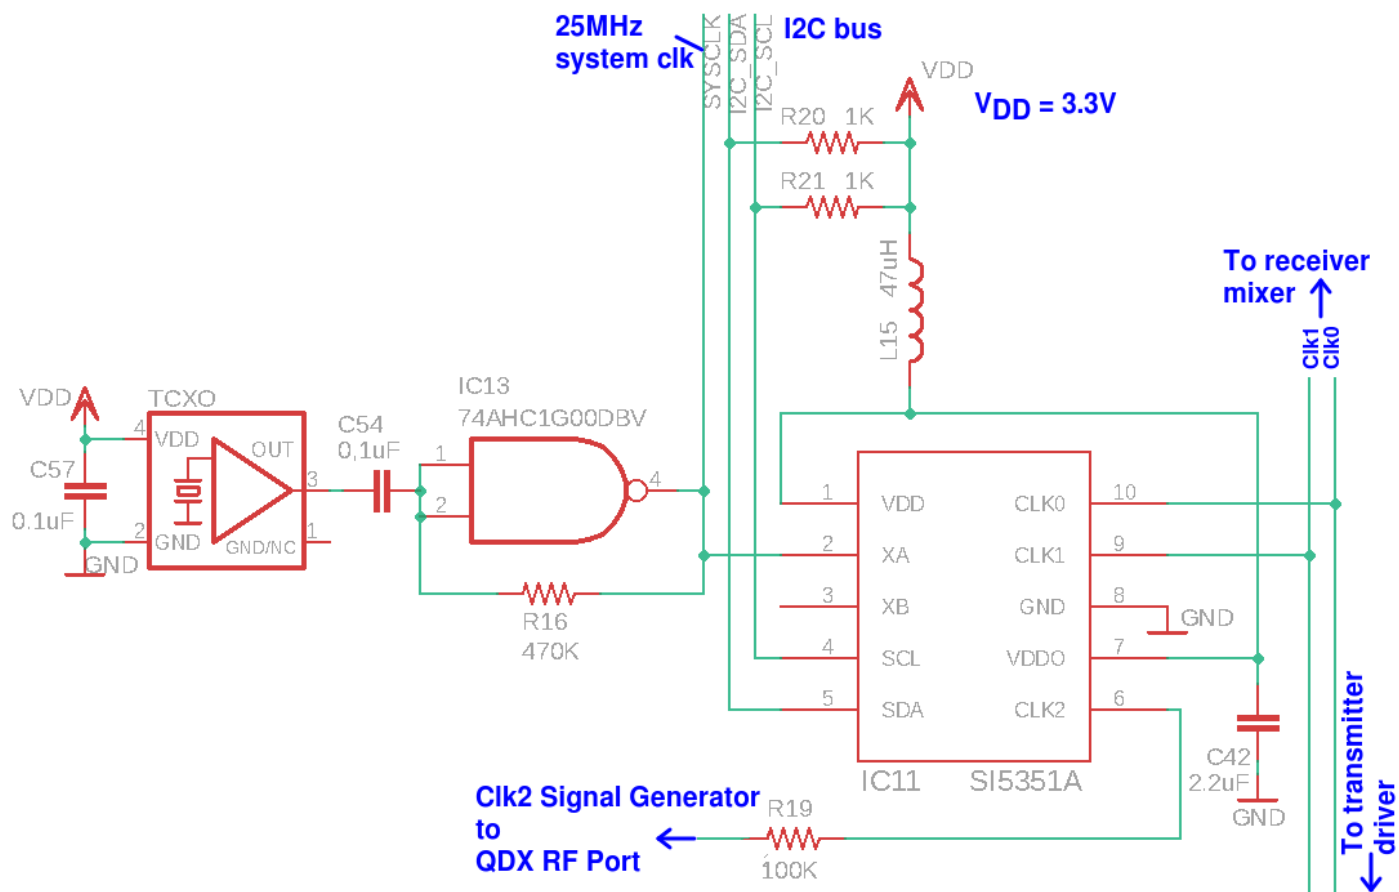 25MHz
system clk
SYSCLK
I2C_SDA
I2C_SCL
I2C bus
VDD
VDD = 3.3V
R20 1K
R21 1K
47uH
L15
To receiver
mixer
Clk1
Clk0
VDD
TCXO
4
VDD
OUT
3
C57
0.1uF
2
GND
GND/NC
1
GND
C54
0,1uF
IC13
74AHC1G00DBV
1
2
4
R16
470K
1
VDD
CLK0
10
2
XA
CLK1
9
3
XB
GND
8
GND
4
SCL
VDDO
7
5
SDA
CLK2
6
IC11
SI5351A
C42
2.2uF
GND
Clk2 Signal Generator
to
QDX RF Port
R19
100K
To transmitter
driver